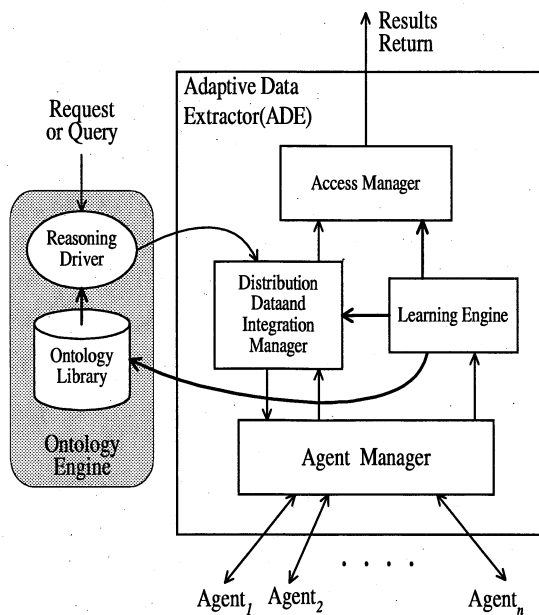 Results
Return
Adaptive Data
Extractor(ADE)
Request
or Query
Access Manager
Reasoning
Driver
Distribution
Dataand
Integration
Manager
Learning Engine
Ontology
Library
Ontology
Engine
Agent Manager
. . . .
Agent1
Agent2
Agentn